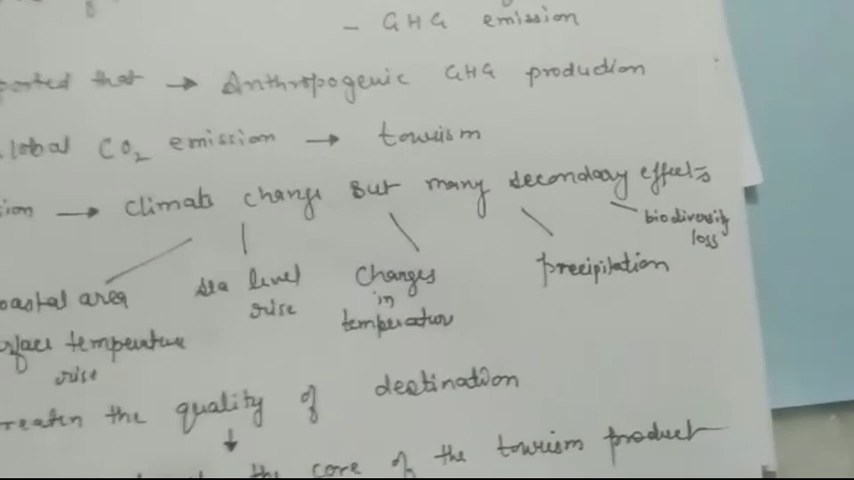 - GHG emission
ported that → Anthropogenic GHG production
lobal CO₂ emission → tourism
sion → climate change But many secondary effects
biodiversity
loss
oastal area sea level rise Changes in temperature precipitation
rface temperature
rise
reaten the quality of destination
↓
the core of the tourism product